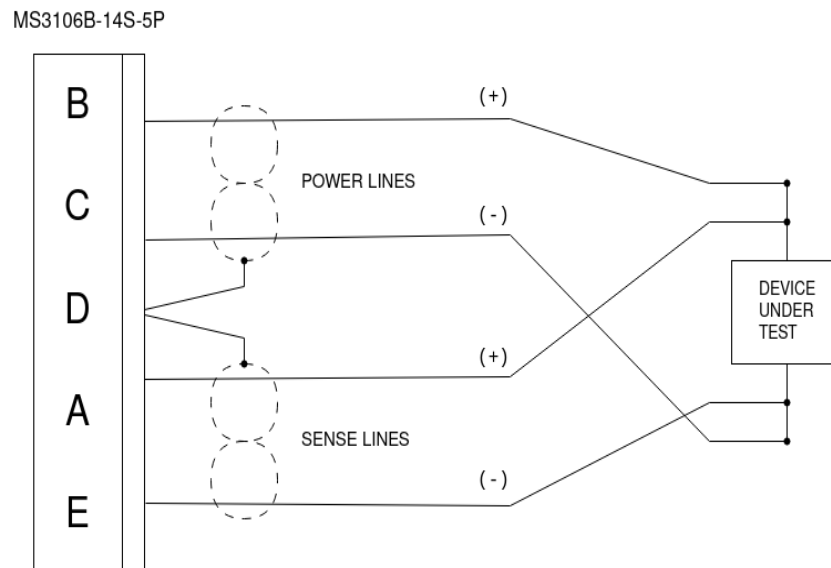 MS3106B-14S-5P
B
(+)
POWER LINES
C
(-)
D
DEVICE
UNDER
TEST
(+)
A
SENSE LINES
(-)
E